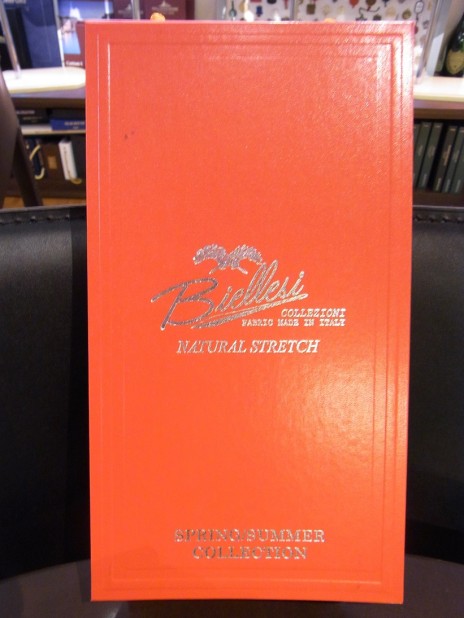 Biellesi
COLLEZIONI
FABRIC MADE IN ITALY
NATURAL STRETCH
SPRING/SUMMER
COLLECTION